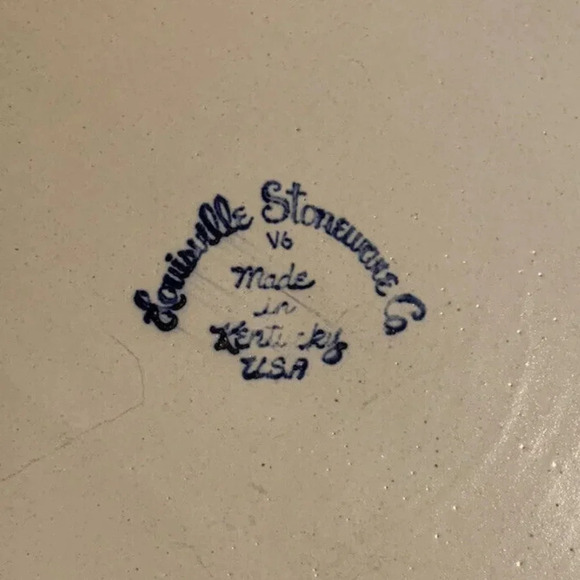 Louisville Stoneware Co
V6
Made
in
Kentucky
USA